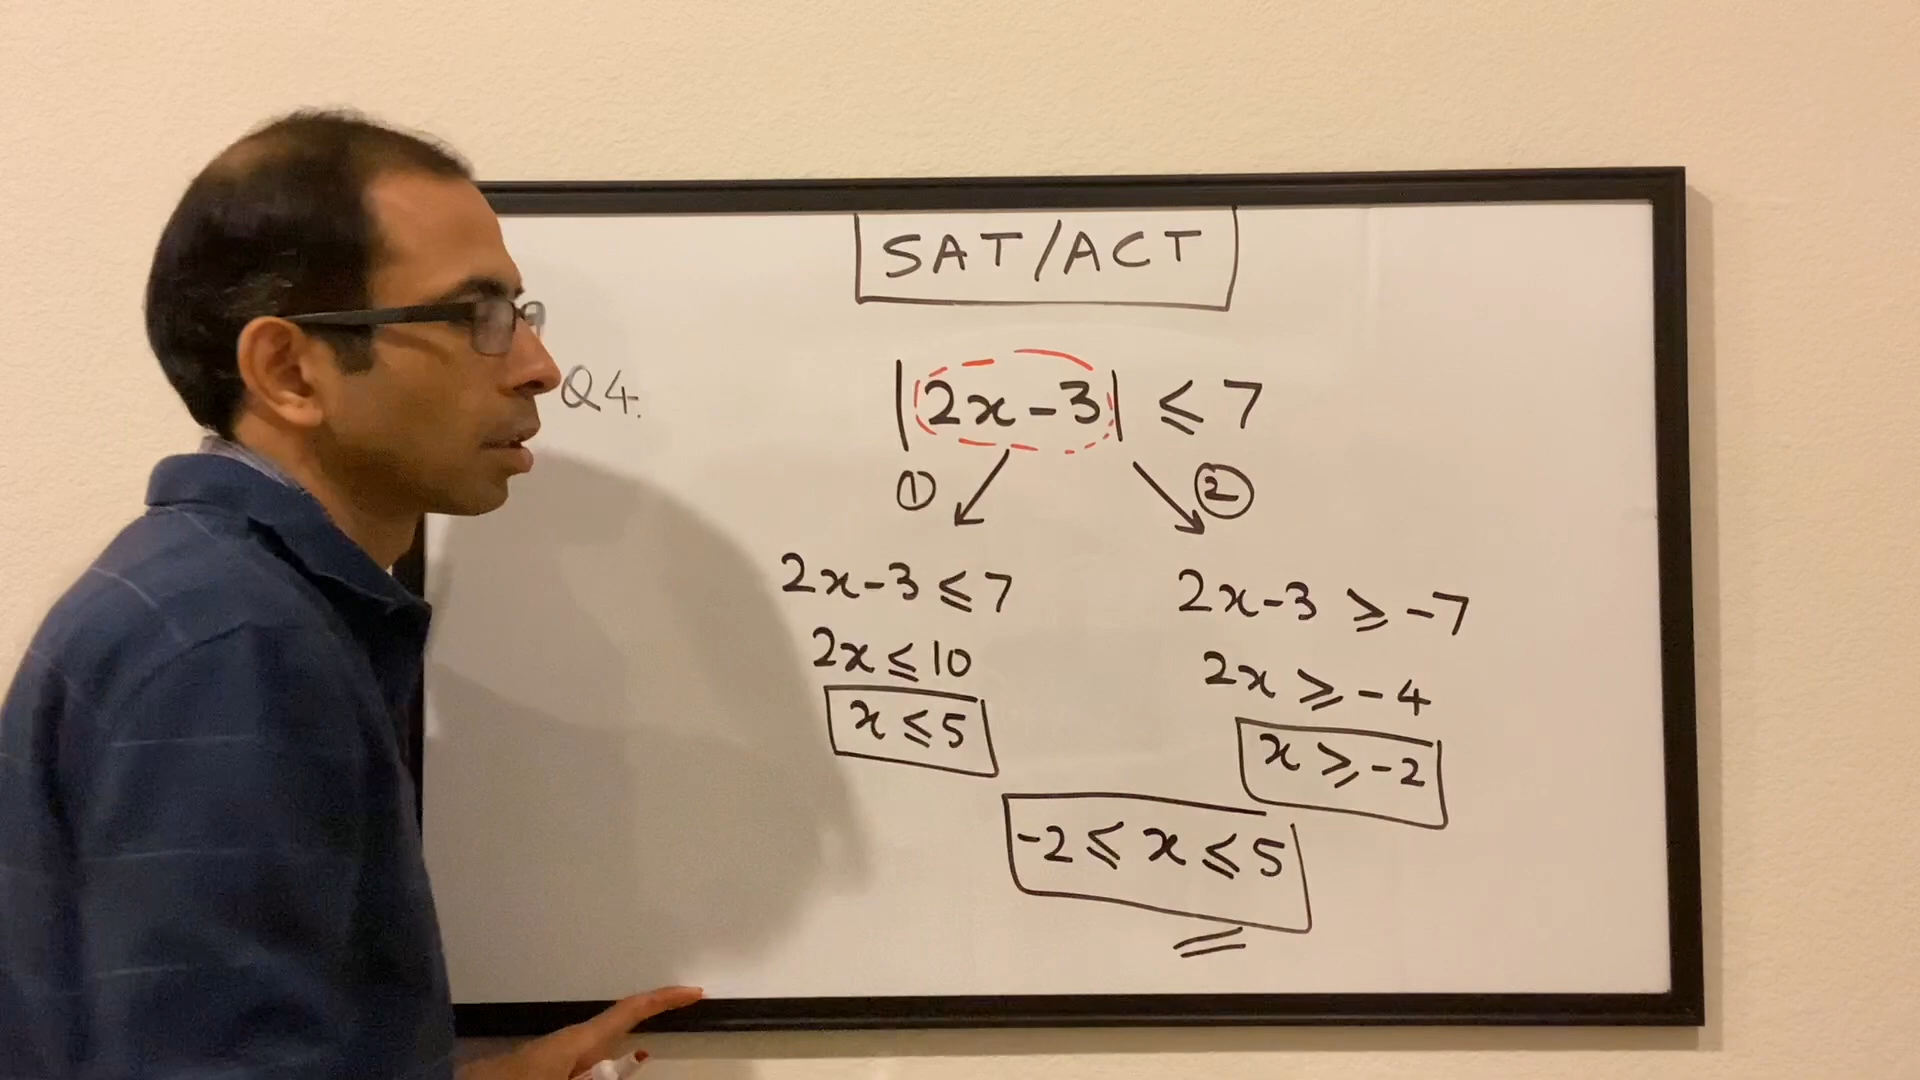 SAT/ACT
Q4. |2x-3| ≤ 7
① ②
2x-3 ≤ 7
2x-3 ≥ -7
2x ≤ 10
2x ≥ -4
x ≤ 5
x ≥ -2
-2 ≤ x ≤ 5